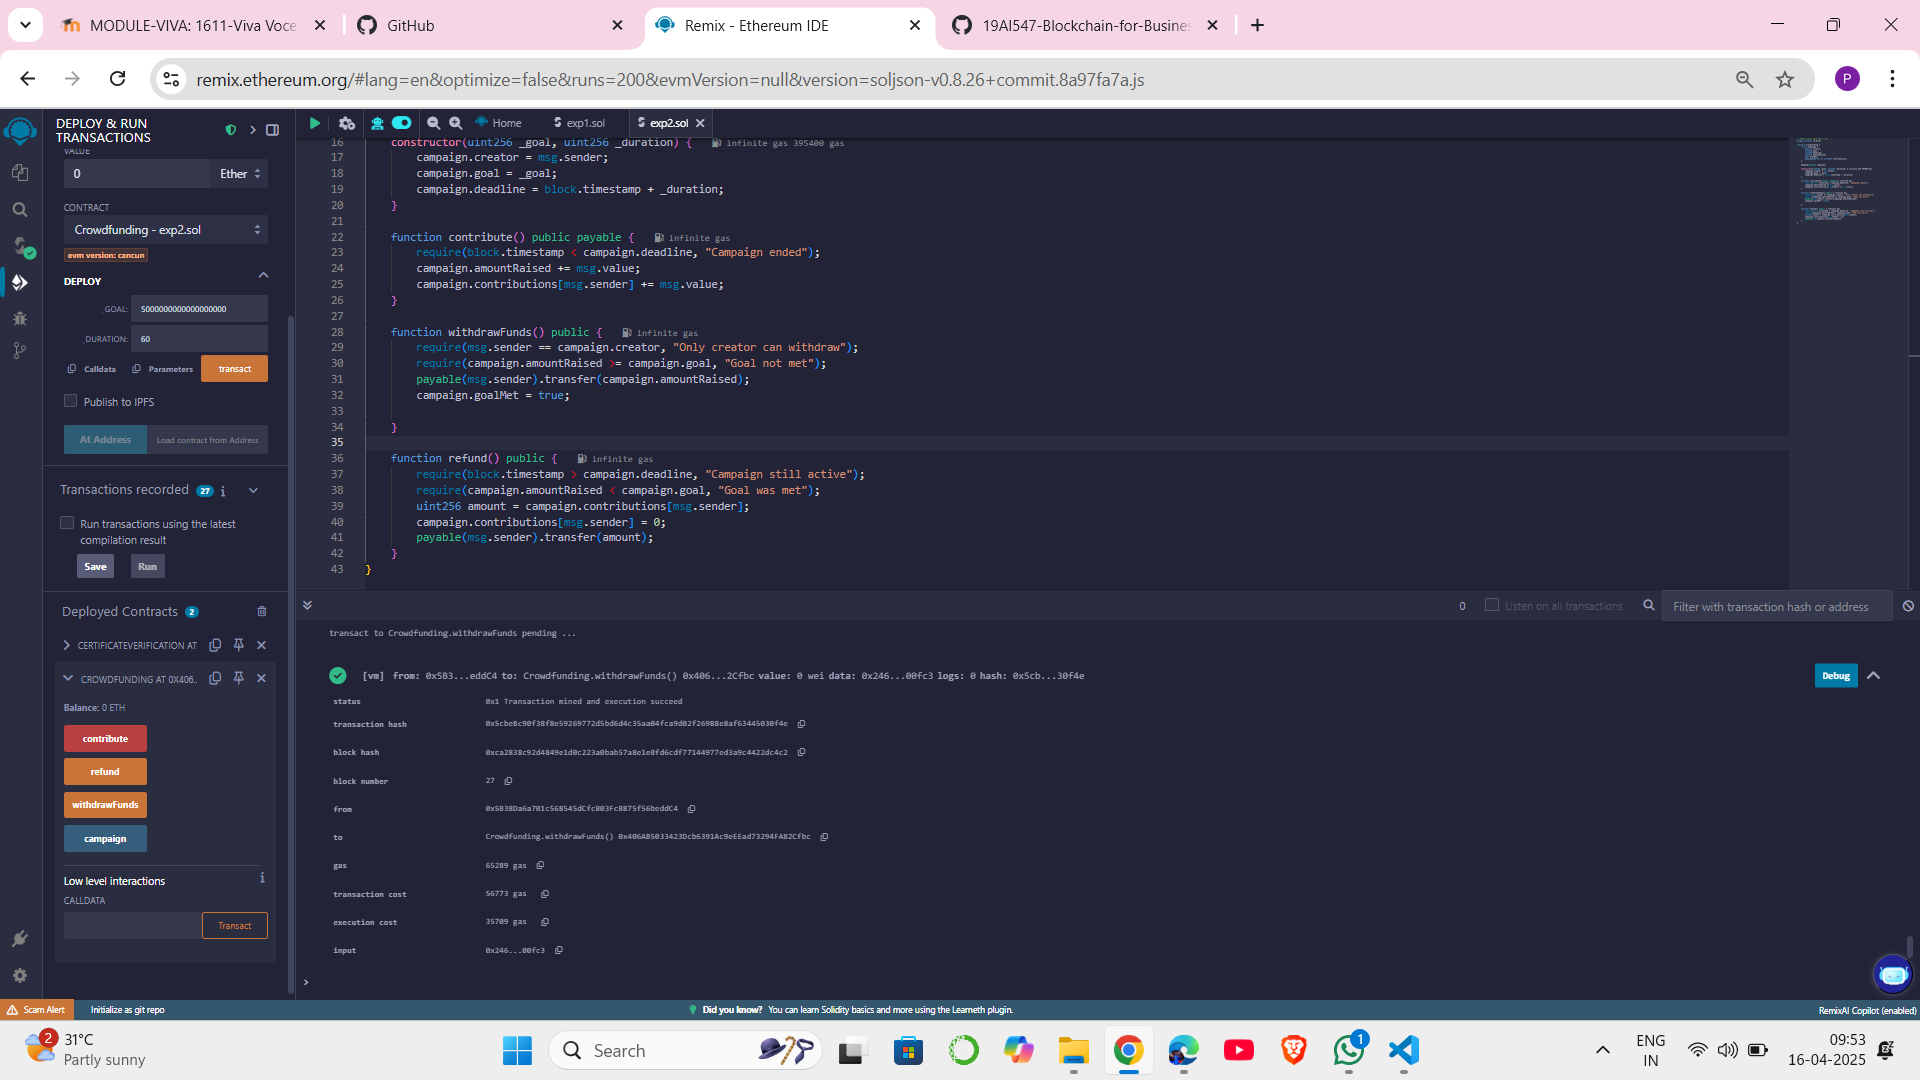 MODULE-VIVA: 1611-Viva Voce
GitHub
Remix - Ethereum IDE
19AI547-Blockchain-for-Busines
remix.ethereum.org/#lang=en&optimize=false&runs=200&evmVersion=null&version=soljson-v0.8.26+commit.8a97fa7a.js
P
DEPLOY & RUN
TRANSACTIONS
VALUE
0
Ether
CONTRACT
Crowdfunding - exp2.sol
evm version: cancun
DEPLOY
_GOAL:
5000000000000000000
_DURATION:
60
Calldata
Parameters
transact
Publish to IPFS
At Address
Load contract from Address
Transactions recorded 27 i
Run transactions using the latest
compilation result
Save
Run
Deployed Contracts 2
CERTIFICATEVERIFICATION AT
CROWDFUNDING AT 0X406..
Balance: 0 ETH
contribute
refund
withdrawFunds
campaign
Low level interactions
i
CALLDATA
Transact
Home
exp1.sol
exp2.sol
16 constructor(uint256 _goal, uint256 _duration) { infinite gas 395400 gas
17 campaign.creator = msg.sender;
18 campaign.goal = _goal;
19 campaign.deadline = block.timestamp + _duration;
20 }
21
22 function contribute() public payable { infinite gas
23 require(block.timestamp < campaign.deadline, "Campaign ended");
24 campaign.amountRaised += msg.value;
25 campaign.contributions[msg.sender] += msg.value;
26 }
27
28 function withdrawFunds() public { infinite gas
29 require(msg.sender == campaign.creator, "Only creator can withdraw");
30 require(campaign.amountRaised >= campaign.goal, "Goal not met");
31 payable(msg.sender).transfer(campaign.amountRaised);
32 campaign.goalMet = true;
33
34 }
35
36 function refund() public { infinite gas
37 require(block.timestamp > campaign.deadline, "Campaign still active");
38 require(campaign.amountRaised < campaign.goal, "Goal was met");
39 uint256 amount = campaign.contributions[msg.sender];
40 campaign.contributions[msg.sender] = 0;
41 payable(msg.sender).transfer(amount);
42 }
43 }
0
Listen on all transactions
Filter with transaction hash or address
transact to Crowdfunding.withdrawFunds pending ...
[vm] from: 0x5B3...eddC4 to: Crowdfunding.withdrawFunds() 0x406...2Cfbc value: 0 wei data: 0x246...00fc3 logs: 0 hash: 0x5cb...30f4e
Debug
status 0x1 Transaction mined and execution succeed
transaction hash 0x5cbe8c90f38f8e59269772d5bd6d4c35aa04fca9d02f26988e8af63445030f4e
block hash 0xca2838c92d4849e1d0c223a0bab57a8e1e8fd6cdf77144977ed3a9c4422dc4c2
block number 27
from 0x5B38Da6a701c568545dCfcB03FcB875f56beddC4
to Crowdfunding.withdrawFunds() 0x406AB5033423Dcb6391Ac9eEEad73294FA82Cfbc
gas 65289 gas
transaction cost 56773 gas
execution cost 35709 gas
input 0x246...00fc3
>
Scam Alert
Initialize as git repo
Did you know? You can learn Solidity basics and more using the Learneth plugin.
RemixAI Copilot (enabled)
2
31°C
Partly sunny
Search
1
ENG
IN
09:53
16-04-2025